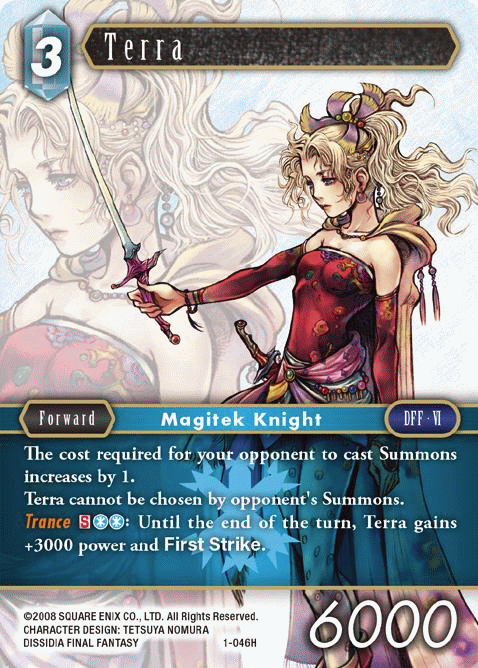 3
Terra
Forward
Magitek Knight
DFF · VI
The cost required for your opponent to cast Summons
increases by 1.
Terra cannot be chosen by opponent's Summons.
Trance S: Until the end of the turn, Terra gains
+3000 power and First Strike.
©2008 SQUARE ENIX CO., LTD. All Rights Reserved.
CHARACTER DESIGN: TETSUYA NOMURA
DISSIDIA FINAL FANTASY 1-046H
6000